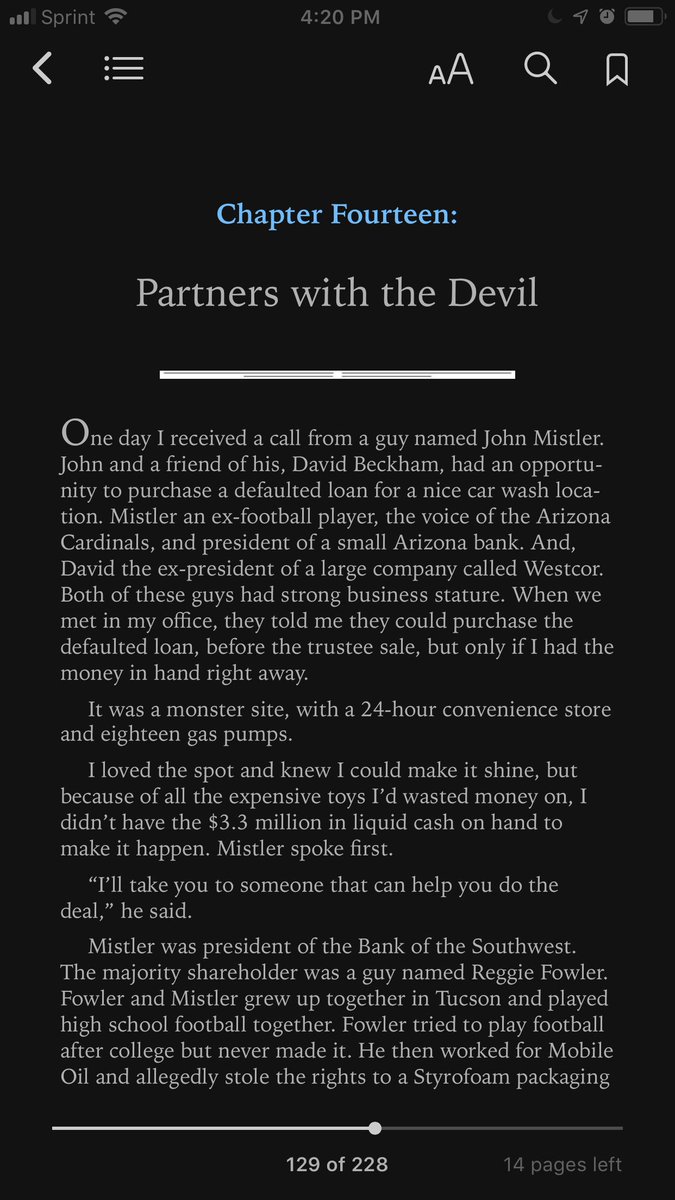 Sprint 4:20 PM
AA
Chapter Fourteen:
Partners with the Devil
One day I received a call from a guy named John Mistler.
John and a friend of his, David Beckham, had an opportu-
nity to purchase a defaulted loan for a nice car wash loca-
tion. Mistler an ex-football player, the voice of the Arizona
Cardinals, and president of a small Arizona bank. And,
David the ex-president of a large company called Westcor.
Both of these guys had strong business stature. When we
met in my office, they told me they could purchase the
defaulted loan, before the trustee sale, but only if I had the
money in hand right away.
It was a monster site, with a 24-hour convenience store
and eighteen gas pumps.
I loved the spot and knew I could make it shine, but
because of all the expensive toys I’d wasted money on, I
didn’t have the $3.3 million in liquid cash on hand to
make it happen. Mistler spoke first.
“I’ll take you to someone that can help you do the
deal,” he said.
Mistler was president of the Bank of the Southwest.
The majority shareholder was a guy named Reggie Fowler.
Fowler and Mistler grew up together in Tucson and played
high school football together. Fowler tried to play football
after college but never made it. He then worked for Mobile
Oil and allegedly stole the rights to a Styrofoam packaging
129 of 228 14 pages left